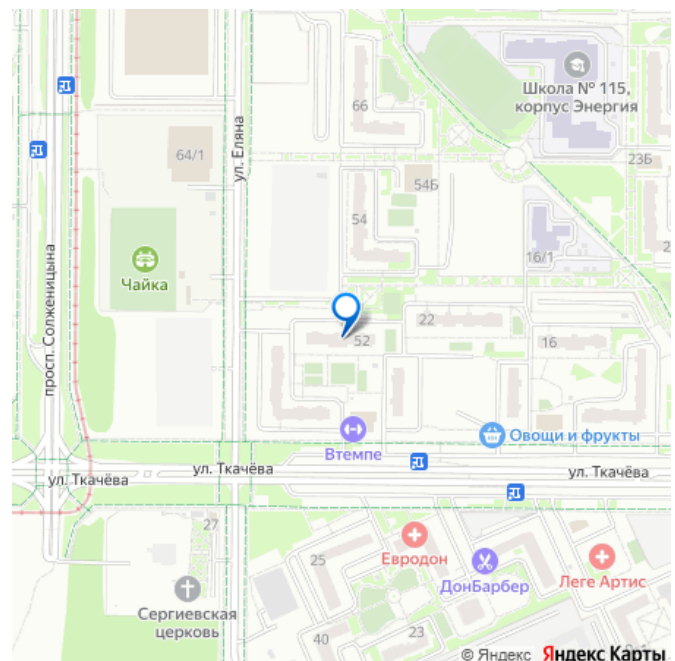 Школа № 115,
корпус Энергия
66
64/1
ул. Еляна
23Б
54Б
54
16/1
2
Чайка
просп. Солженицына
22
52
16
Втемпе
Овощи и фрукты
ул. Ткачёва
ул. Ткачёва
ул. Ткачёва
27
25
Евродон
ДонБарбер
Леге Артис
Сергиевская
церковь
40
23
© Яндекс Яндекс Карты